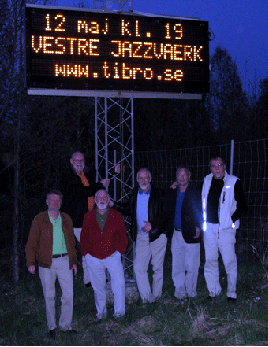 12 maj kl. 19
VESTRE JAZZVAERK
www.tibro.se